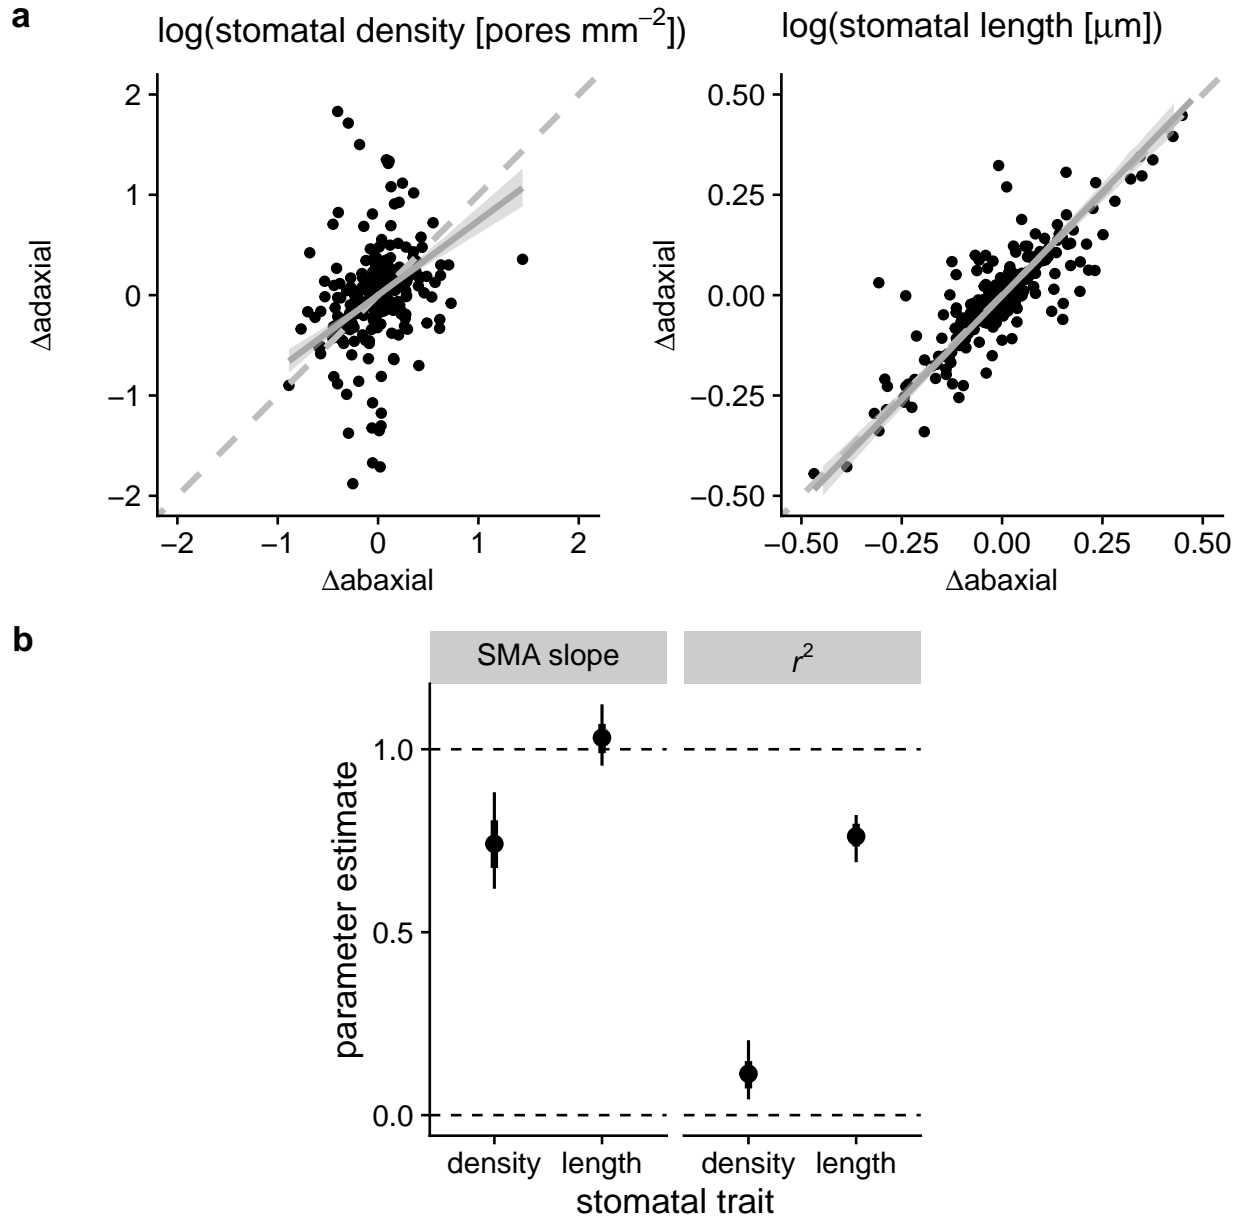 a
log(stomatal density [pores mm⁻²])
log(stomatal length [μm])
2
1
0
−1
−2
Δadaxial
−2 −1 0 1 2
Δabaxial
0.50
0.25
0.00
−0.25
−0.50
Δadaxial
−0.50 −0.25 0.00 0.25 0.50
Δabaxial
b
SMA slope
r²
1.0
0.5
0.0
parameter estimate
density length density length
stomatal trait